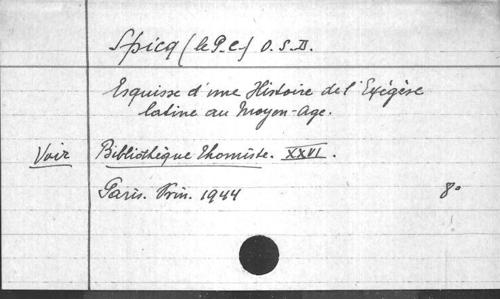 Spicq (le P. C.) O.S.D.
Esquisse d'une Histoire de l'Exégèse
latine au Moyen-Age.
Voir Bibliothèque Thomiste. XXVI.
Paris. Vrin. 1944 8°